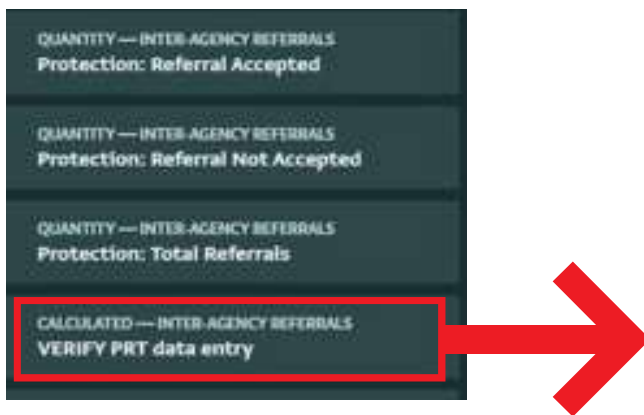 QUANTITY — INTER-AGENCY REFERRALS
Protection: Referral Accepted
QUANTITY — INTER-AGENCY REFERRALS
Protection: Referral Not Accepted
QUANTITY — INTER-AGENCY REFERRALS
Protection: Total Referrals
CALCULATED — INTER-AGENCY REFERRALS
VERIFY PRT data entry